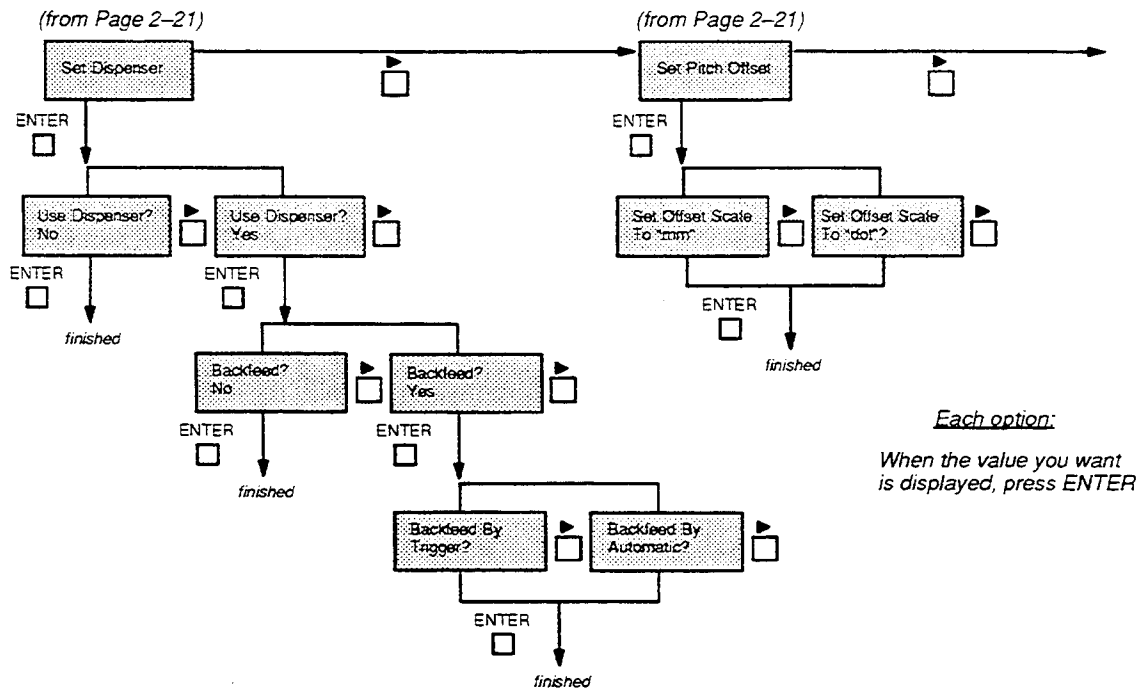 (from Page 2–21)
(from Page 2–21)
Set Dispenser
Set Pitch Offset
ENTER
ENTER
Use Dispenser?
No
Use Dispenser?
Yes
Set Offset Scale
To "mm"
Set Offset Scale
To "dot"?
ENTER
ENTER
ENTER
finished
finished
Backfeed?
No
Backfeed?
Yes
Each option:
ENTER
ENTER
When the value you want
is displayed, press ENTER
finished
Backfeed By
Trigger?
Backfeed By
Automatic?
ENTER
finished